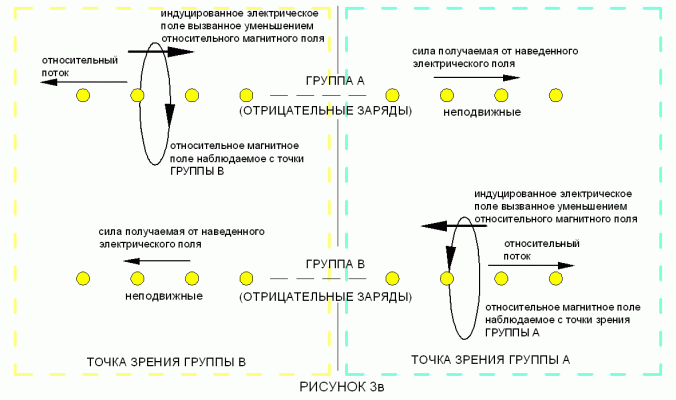 индуцированное электрическое
поле вызванное уменьшением
относительного магнитного поля
относительный
поток
сила получаемая от наведенного
электрического поля
ГРУППА А
(ОТРИЦАТЕЛЬНЫЕ ЗАРЯДЫ)
неподвижные
относительное магнитное
поле наблюдаемое с точки
ГРУППЫ В
индуцированное электрическое
поле вызванное уменьшением
относительного магнитного поля
сила получаемая от наведенного
электрического поля
относительный
поток
ГРУППА В
(ОТРИЦАТЕЛЬНЫЕ ЗАРЯДЫ)
неподвижные
относительное магнитное поле
наблюдаемое с точки зрения
ГРУППЫ А
ТОЧКА ЗРЕНИЯ ГРУППЫ В
ТОЧКА ЗРЕНИЯ ГРУППЫ А
РИСУНОК 3в